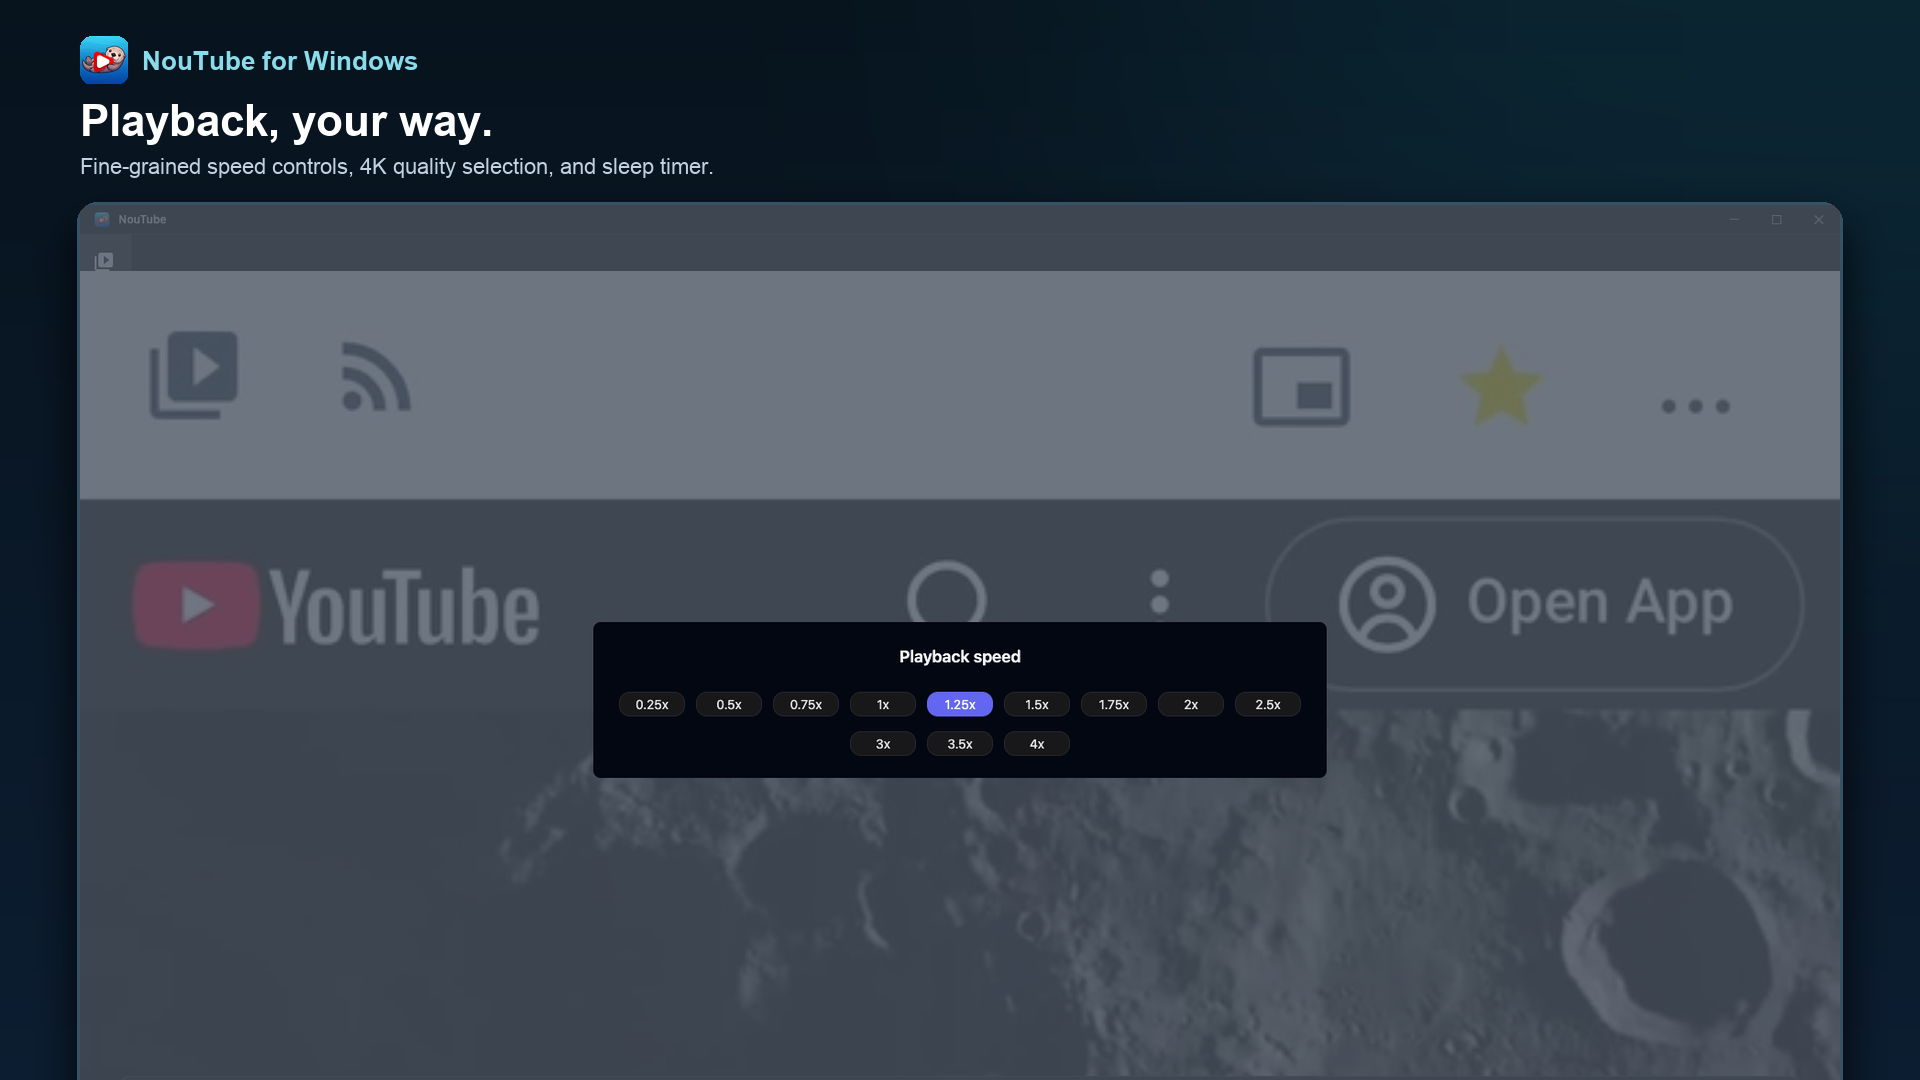 NouTube for Windows
Playback, your way.
Fine-grained speed controls, 4K quality selection, and sleep timer.
NouTube
YouTube
Open App
Playback speed
0.25x 0.5x 0.75x 1x 1.25x 1.5x 1.75x 2x 2.5x
3x 3.5x 4x